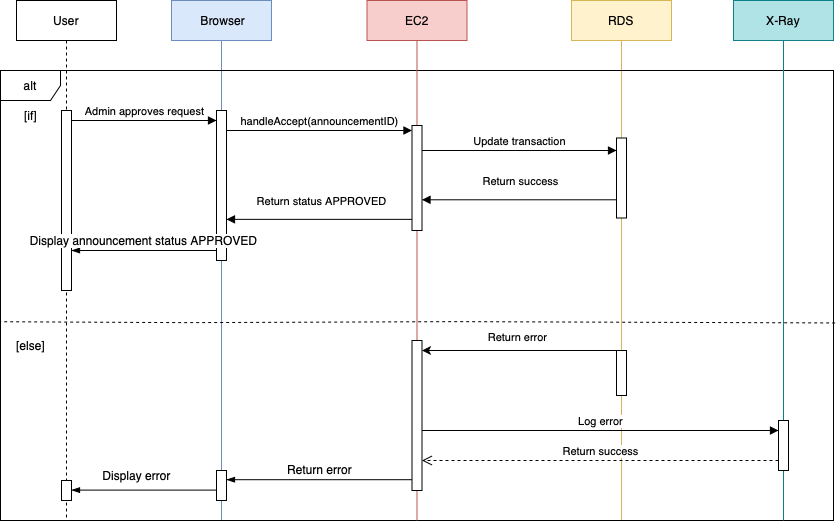 User
Browser
EC2
RDS
X-Ray
alt
[if]
Admin approves request
handleAccept(announcementID)
Update transaction
Return success
Return status APPROVED
Display announcement status APPROVED
[else]
Return error
Log error
Return success
Return error
Display error